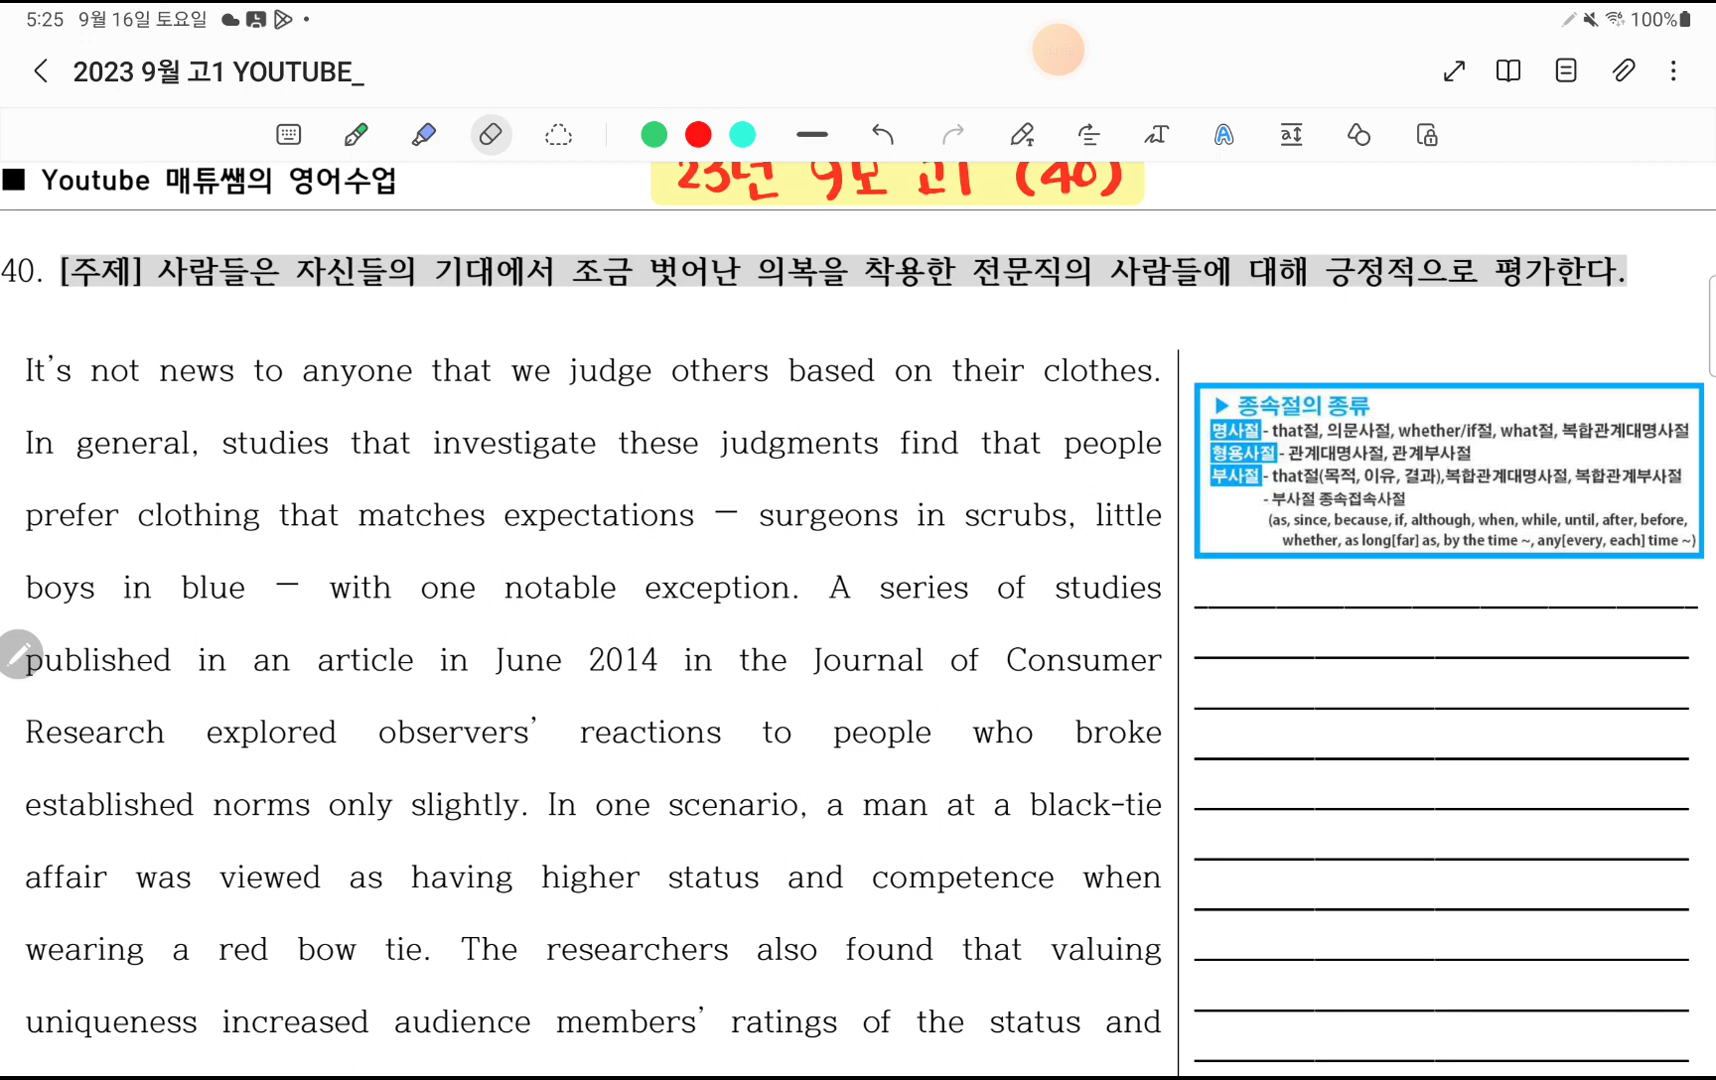 5:25 9월 16일 토요일
100%
2023 9월 고1 YOUTUBE_
■ Youtube 매튜쌤의 영어수업
23년 9모 고1 (40)
40. [주제] 사람들은 자신들의 기대에서 조금 벗어난 의복을 착용한 전문직의 사람들에 대해 긍정적으로 평가한다.
It's not news to anyone that we judge others based on their clothes.
In general, studies that investigate these judgments find that people
prefer clothing that matches expectations — surgeons in scrubs, little
boys in blue — with one notable exception. A series of studies
published in an article in June 2014 in the Journal of Consumer
Research explored observers' reactions to people who broke
established norms only slightly. In one scenario, a man at a black-tie
affair was viewed as having higher status and competence when
wearing a red bow tie. The researchers also found that valuing
uniqueness increased audience members' ratings of the status and
▶ 종속절의 종류
명사절 - that절, 의문사절, whether/if절, what절, 복합관계대명사절
형용사절 - 관계대명사절, 관계부사절
부사절 - that절(목적, 이유, 결과),복합관계대명사절, 복합관계부사절
- 부사절 종속접속사절
(as, since, because, if, although, when, while, until, after, before,
whether, as long[far] as, by the time ~, any[every, each] time ~)